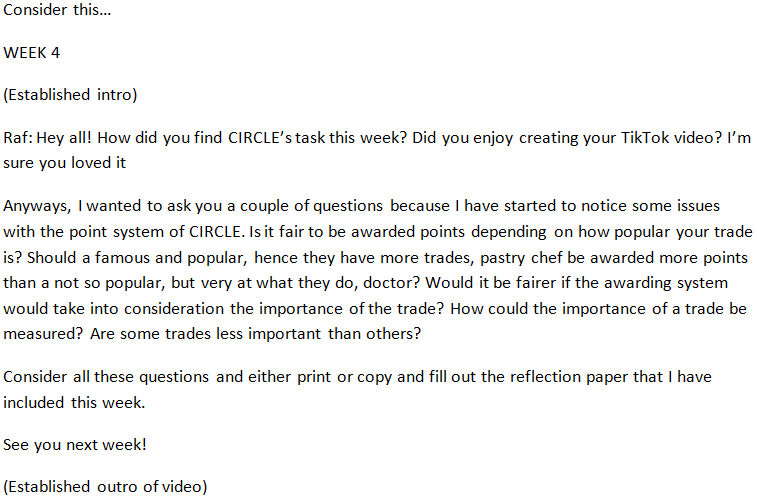 Consider this…
WEEK 4
(Established intro)
Raf: Hey all! How did you find CIRCLE’s task this week? Did you enjoy creating your TikTok video? I’m
sure you loved it
Anyways, I wanted to ask you a couple of questions because I have started to notice some issues
with the point system of CIRCLE. Is it fair to be awarded points depending on how popular your trade
is? Should a famous and popular, hence they have more trades, pastry chef be awarded more points
than a not so popular, but very at what they do, doctor? Would it be fairer if the awarding system
would take into consideration the importance of the trade? How could the importance of a trade be
measured? Are some trades less important than others?
Consider all these questions and either print or copy and fill out the reflection paper that I have
included this week.
See you next week!
(Established outro of video)